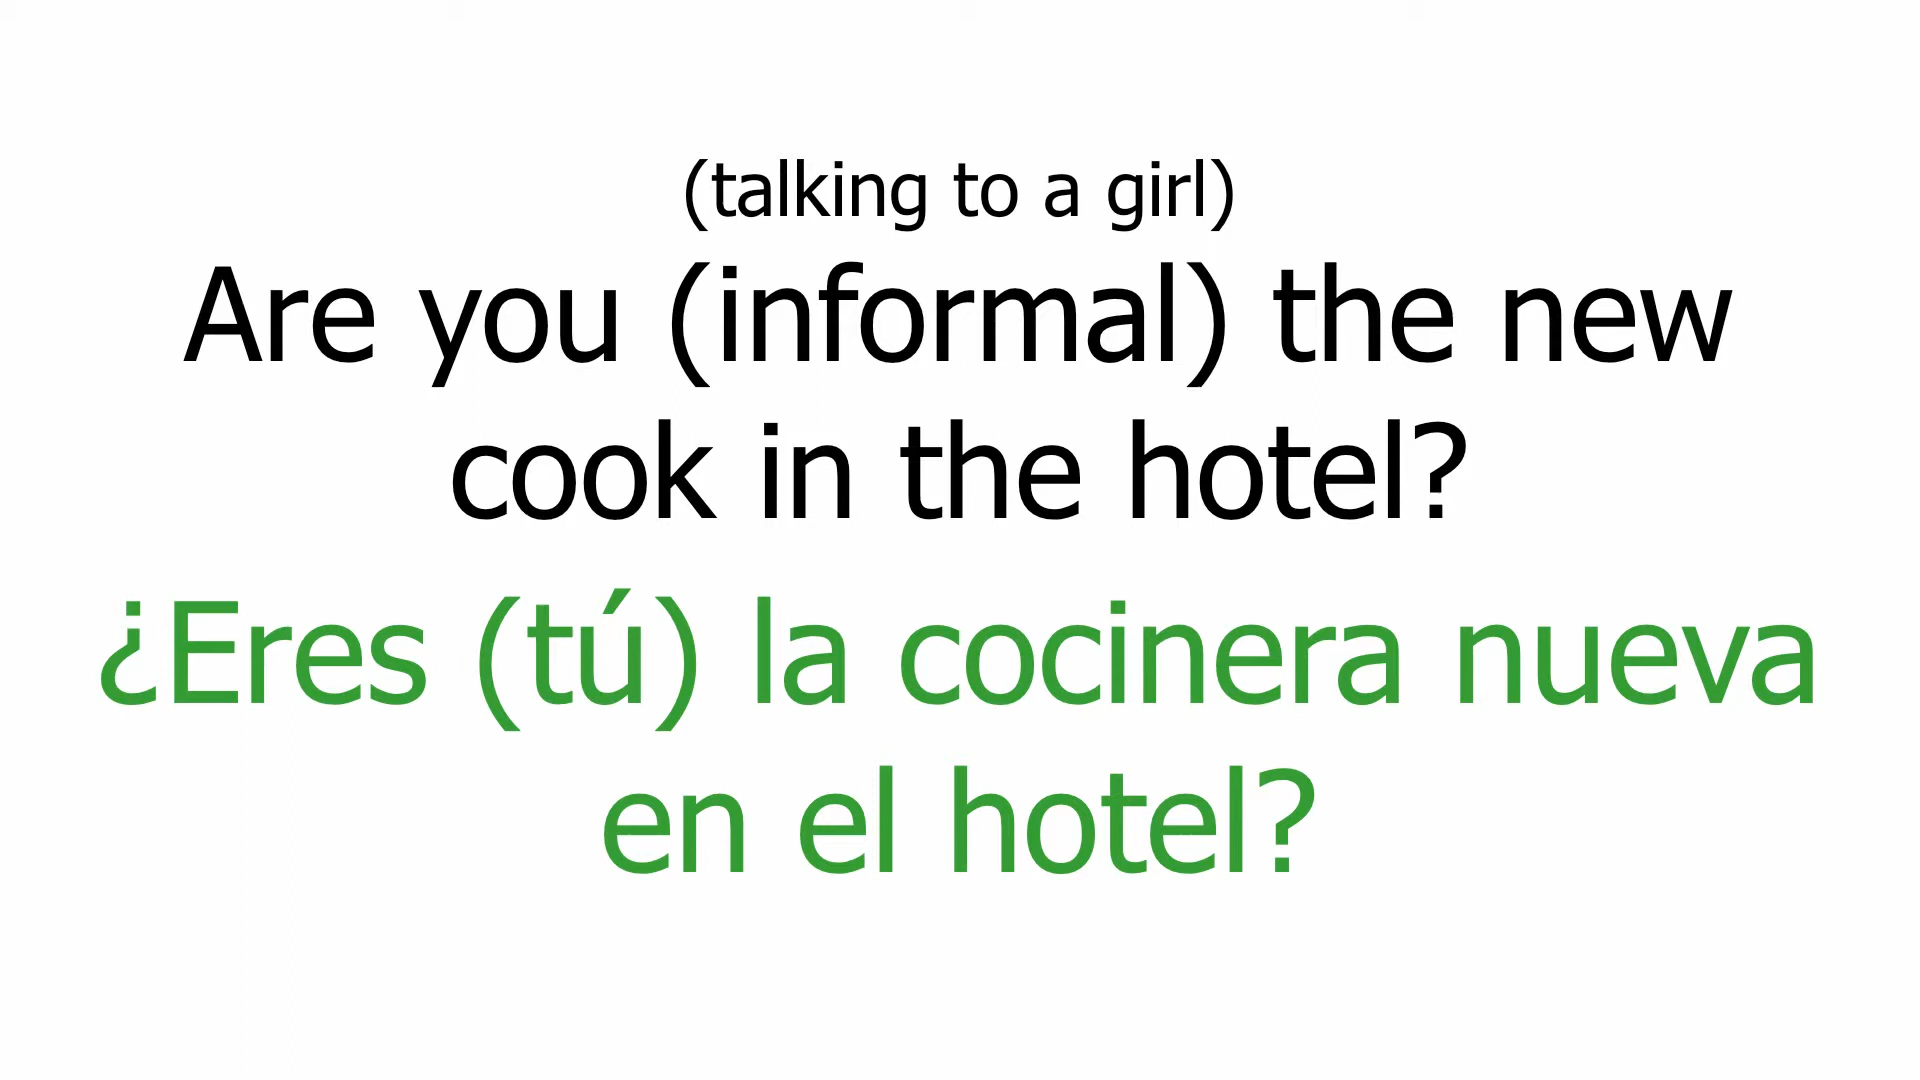 (talking to a girl)
Are you (informal) the new
cook in the hotel?
¿Eres (tú) la cocinera nueva
en el hotel?